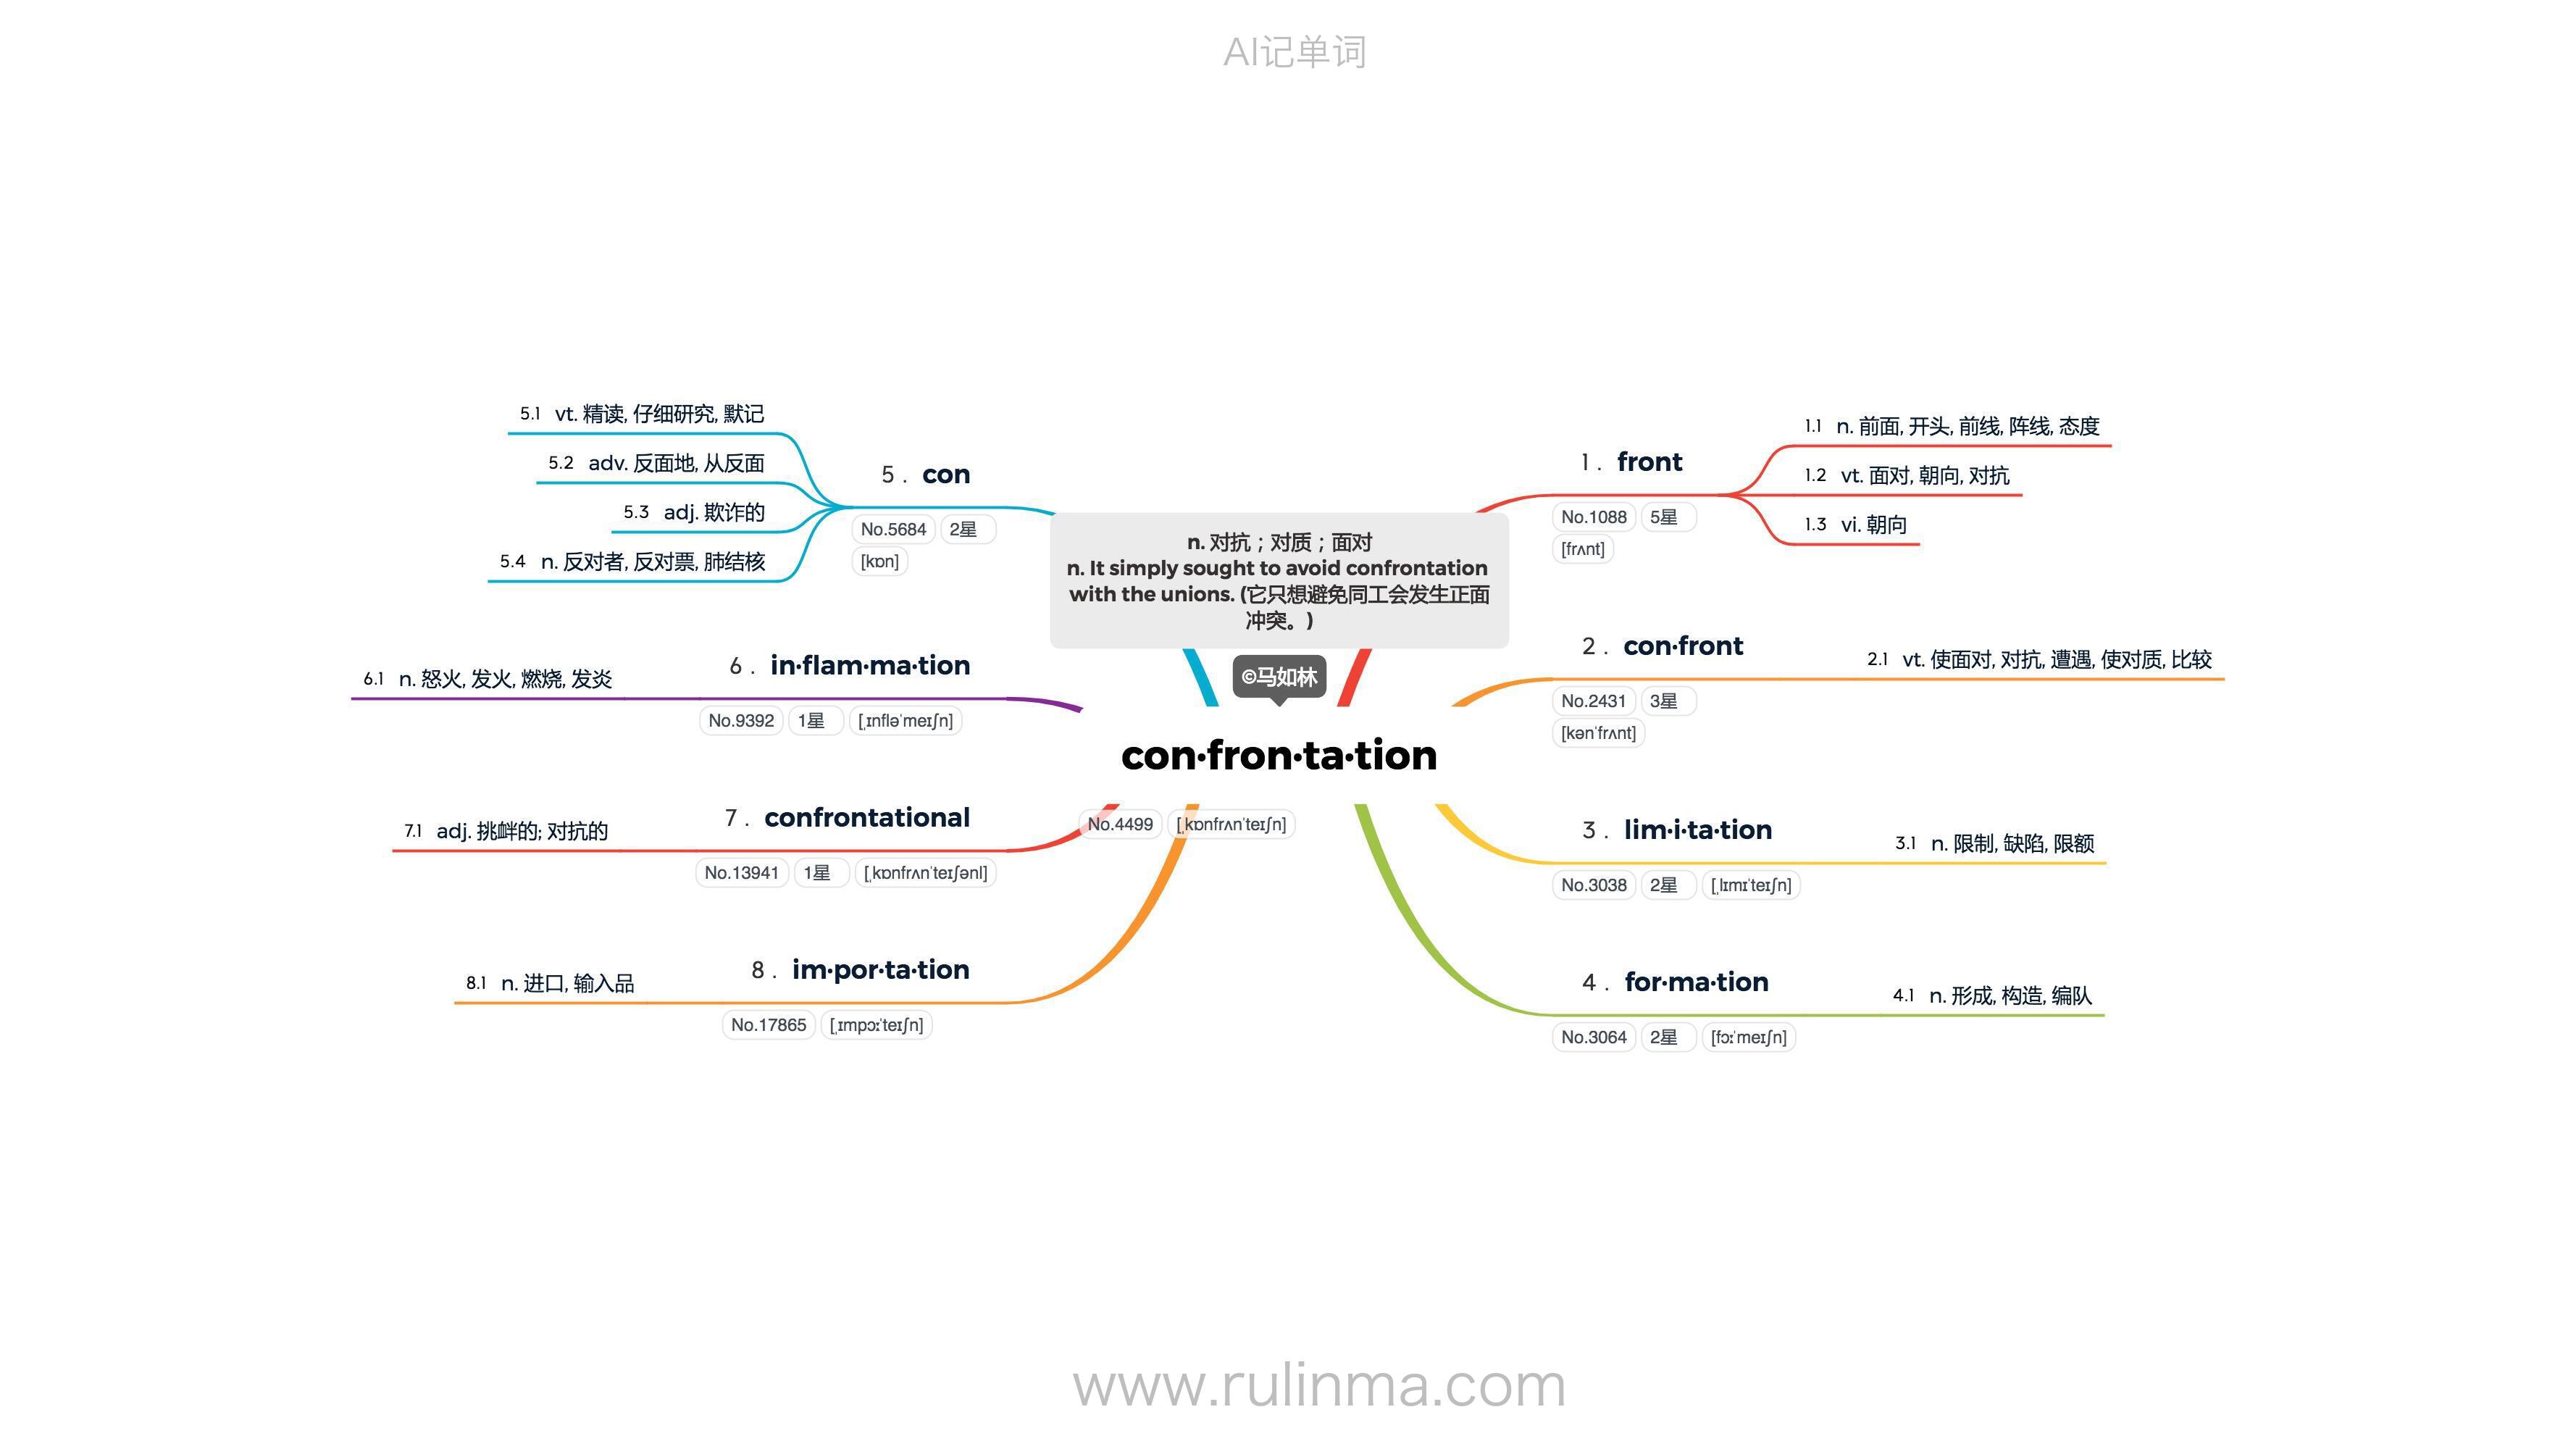 AI记单词
n. 对抗；对质；面对
n. It simply sought to avoid confrontation
with the unions. (它只想避免同工会发生正面
冲突。)
©马如林
con·fron·ta·tion
No.4499 [ˌkɒnfrʌnˈteɪʃn]
1. front
No.1088 5星
[frʌnt]
1.1 n. 前面, 开头, 前线, 阵线, 态度
1.2 vt. 面对, 朝向, 对抗
1.3 vi. 朝向
2. con·front
No.2431 3星
[kənˈfrʌnt]
2.1 vt. 使面对, 对抗, 遭遇, 使对质, 比较
3. lim·i·ta·tion
No.3038 2星 [ˌlɪmɪˈteɪʃn]
3.1 n. 限制, 缺陷, 限额
4. for·ma·tion
No.3064 2星 [fɔːˈmeɪʃn]
4.1 n. 形成, 构造, 编队
5. con
No.5684 2星
[kɒn]
5.1 vt. 精读, 仔细研究, 默记
5.2 adv. 反面地, 从反面
5.3 adj. 欺诈的
5.4 n. 反对者, 反对票, 肺结核
6. in·flam·ma·tion
No.9392 1星 [ˌɪnfləˈmeɪʃn]
6.1 n. 怒火, 发火, 燃烧, 发炎
7. confrontational
No.13941 1星 [ˌkɒnfrʌnˈteɪʃənl]
7.1 adj. 挑衅的; 对抗的
8. im·por·ta·tion
No.17865 [ˌɪmpɔːˈteɪʃn]
8.1 n. 进口, 输入品
www.rulinma.com